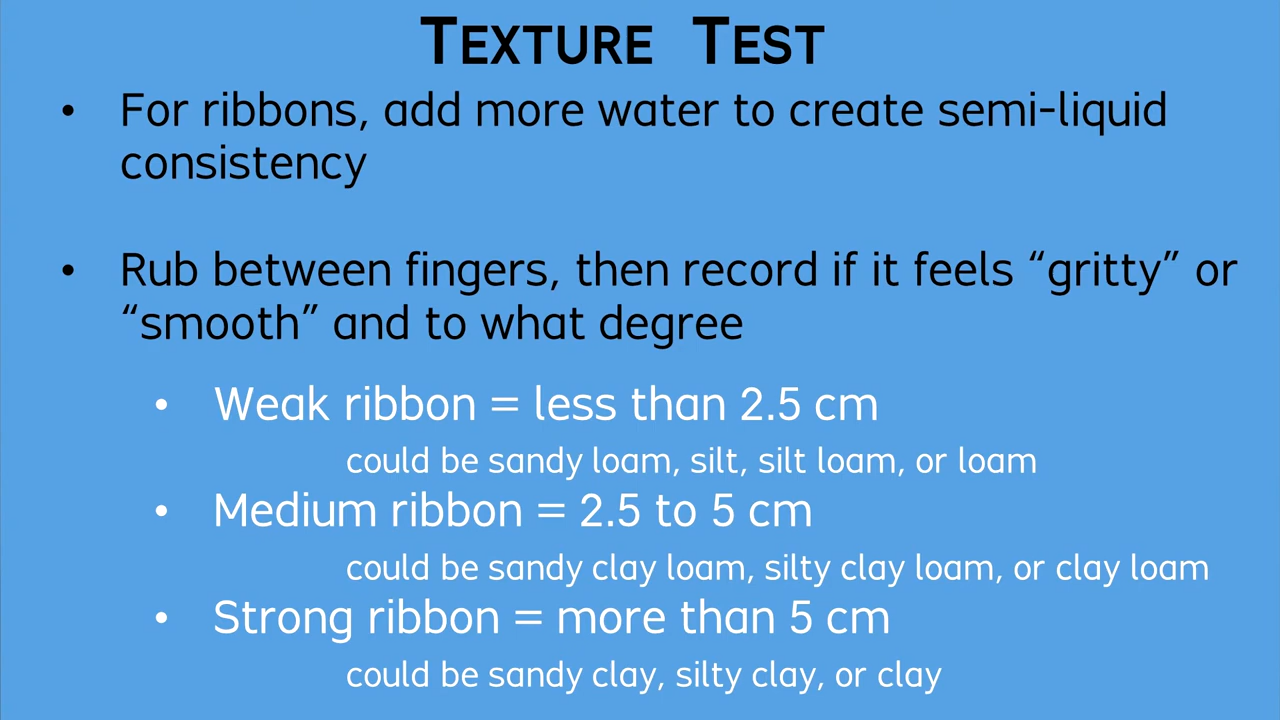 TEXTURE TEST
• For ribbons, add more water to create semi-liquid
consistency
• Rub between fingers, then record if it feels “gritty” or
“smooth” and to what degree
• Weak ribbon = less than 2.5 cm
could be sandy loam, silt, silt loam, or loam
• Medium ribbon = 2.5 to 5 cm
could be sandy clay loam, silty clay loam, or clay loam
• Strong ribbon = more than 5 cm
could be sandy clay, silty clay, or clay